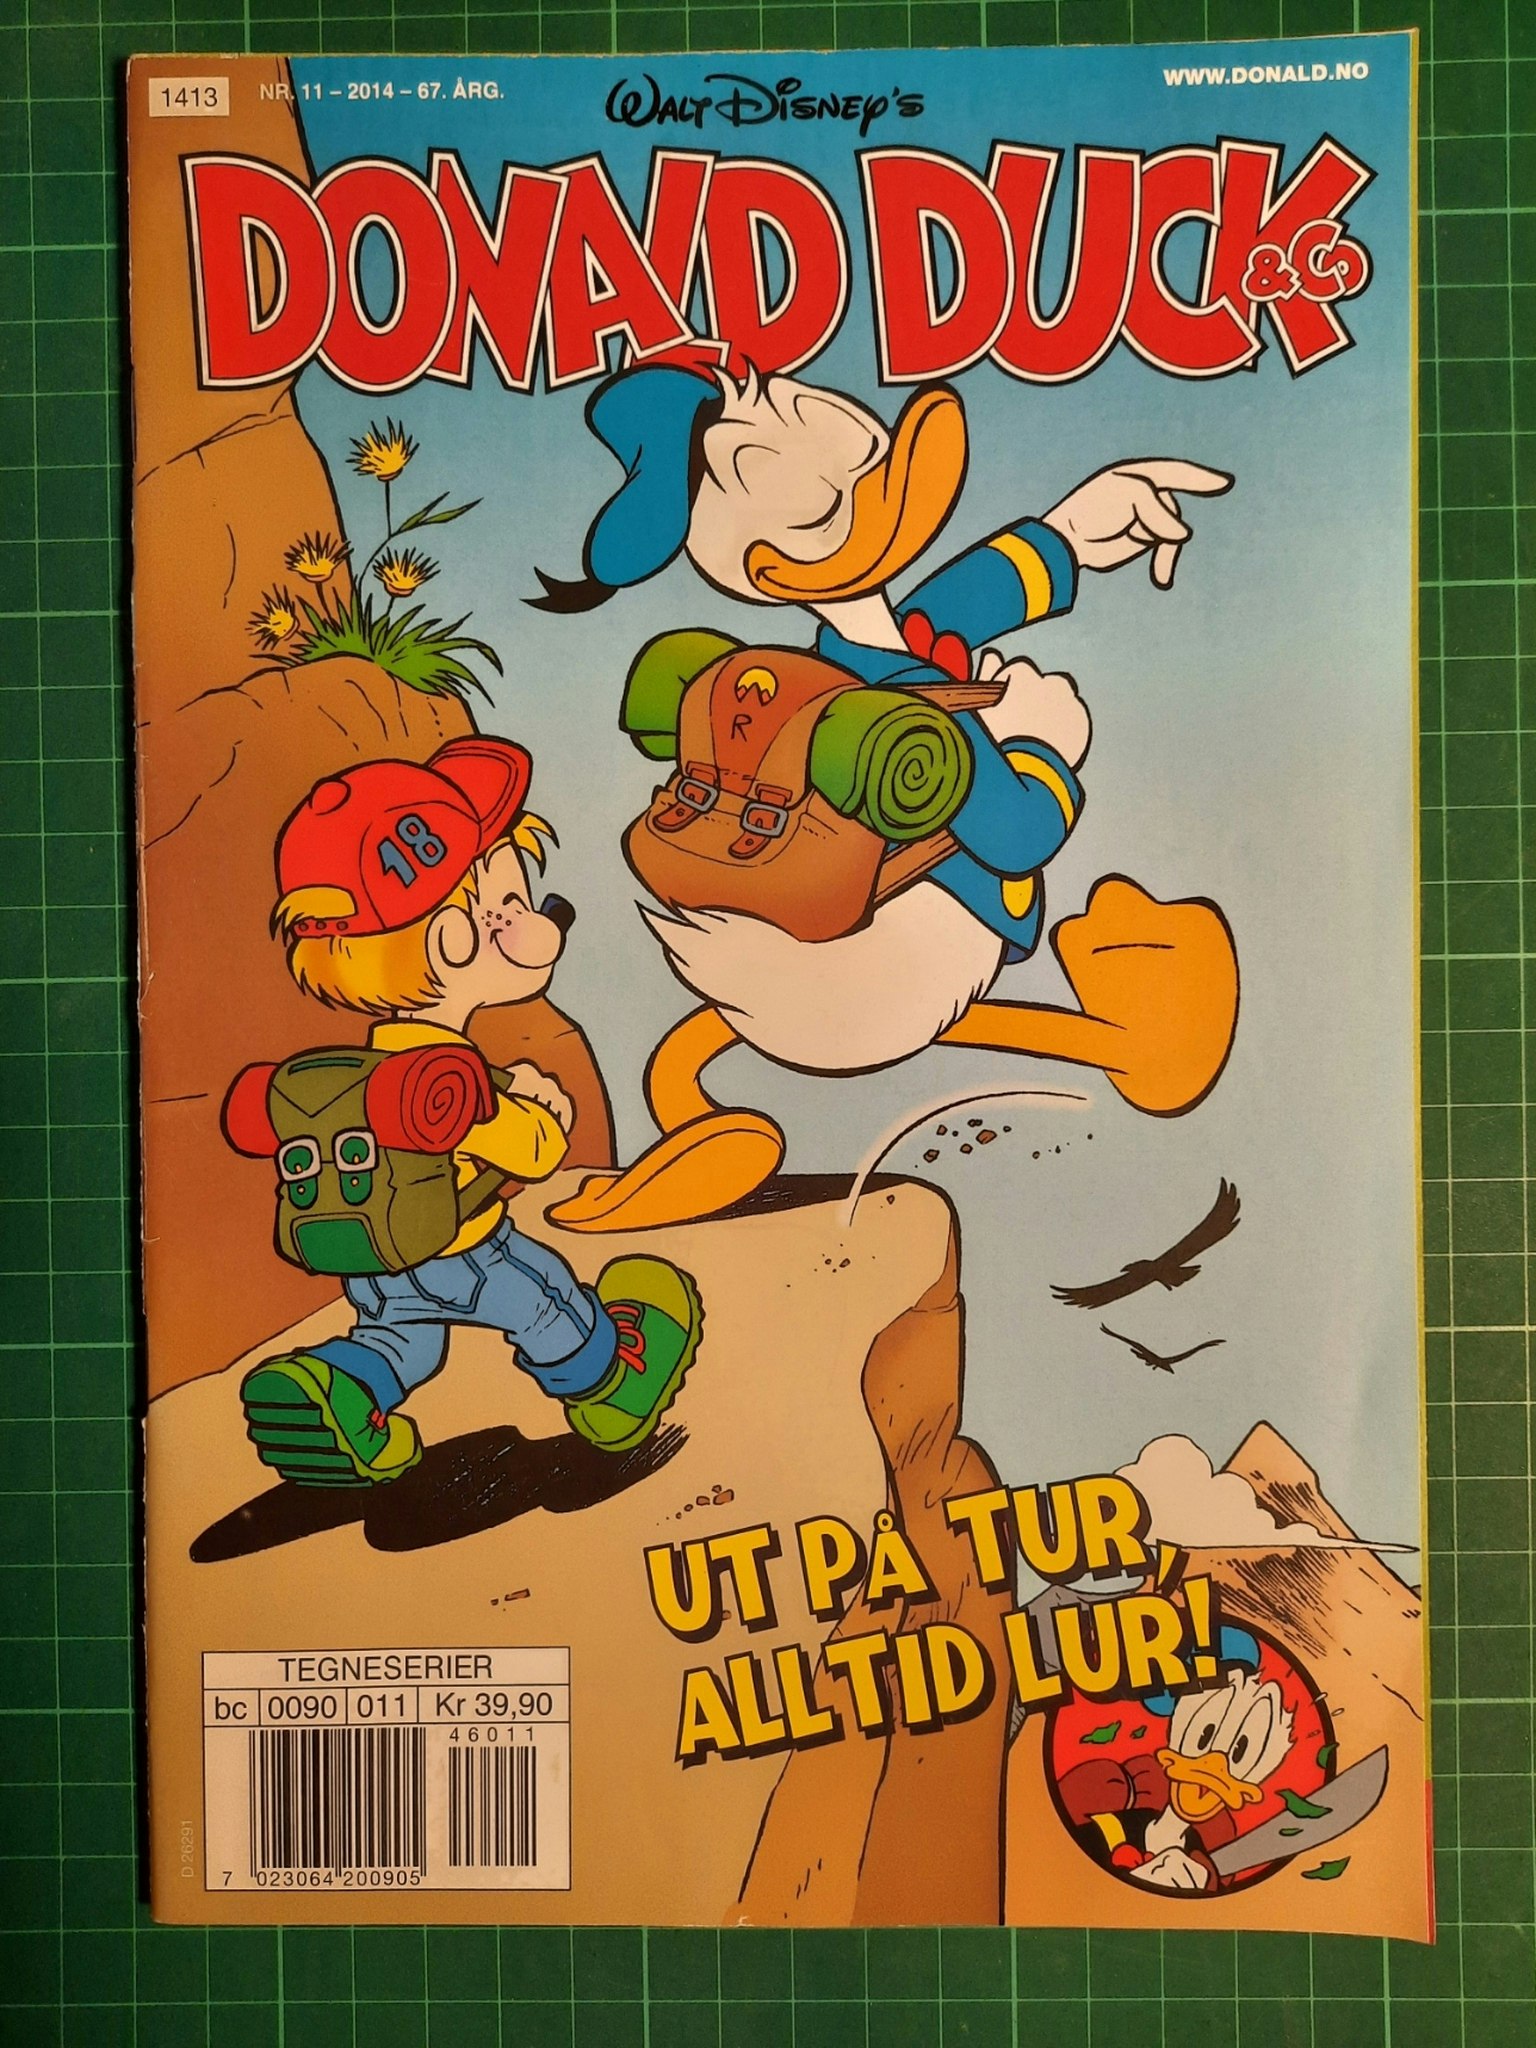 1413
NR. 11 – 2014 – 67. ÅRG.
WALT DISNEY'S
WWW.DONALD.NO
DONALD DUCK
& Co
R
18
UT PÅ TUR,
ALLTID LUR!
TEGNESERIER
bc 0090 011 Kr 39,90
46011
7 023064 200905
D 26291